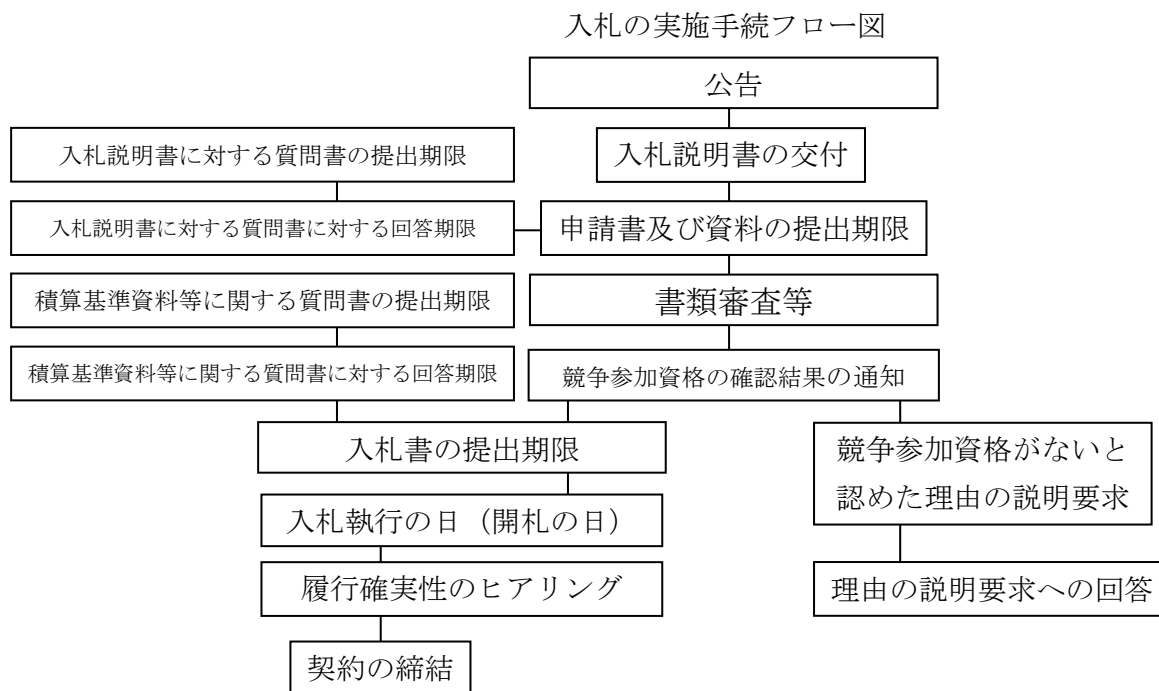 入札の実施手続フロー図
公告
入札説明書に対する質問書の提出期限
入札説明書の交付
入札説明書に対する質問書に対する回答期限
申請書及び資料の提出期限
積算基準資料等に関する質問書の提出期限
書類審査等
積算基準資料等に関する質問書に対する回答期限
競争参加資格の確認結果の通知
入札書の提出期限
競争参加資格がないと
認めた理由の説明要求
入札執行の日（開札の日）
履行確実性のヒアリング
理由の説明要求への回答
契約の締結